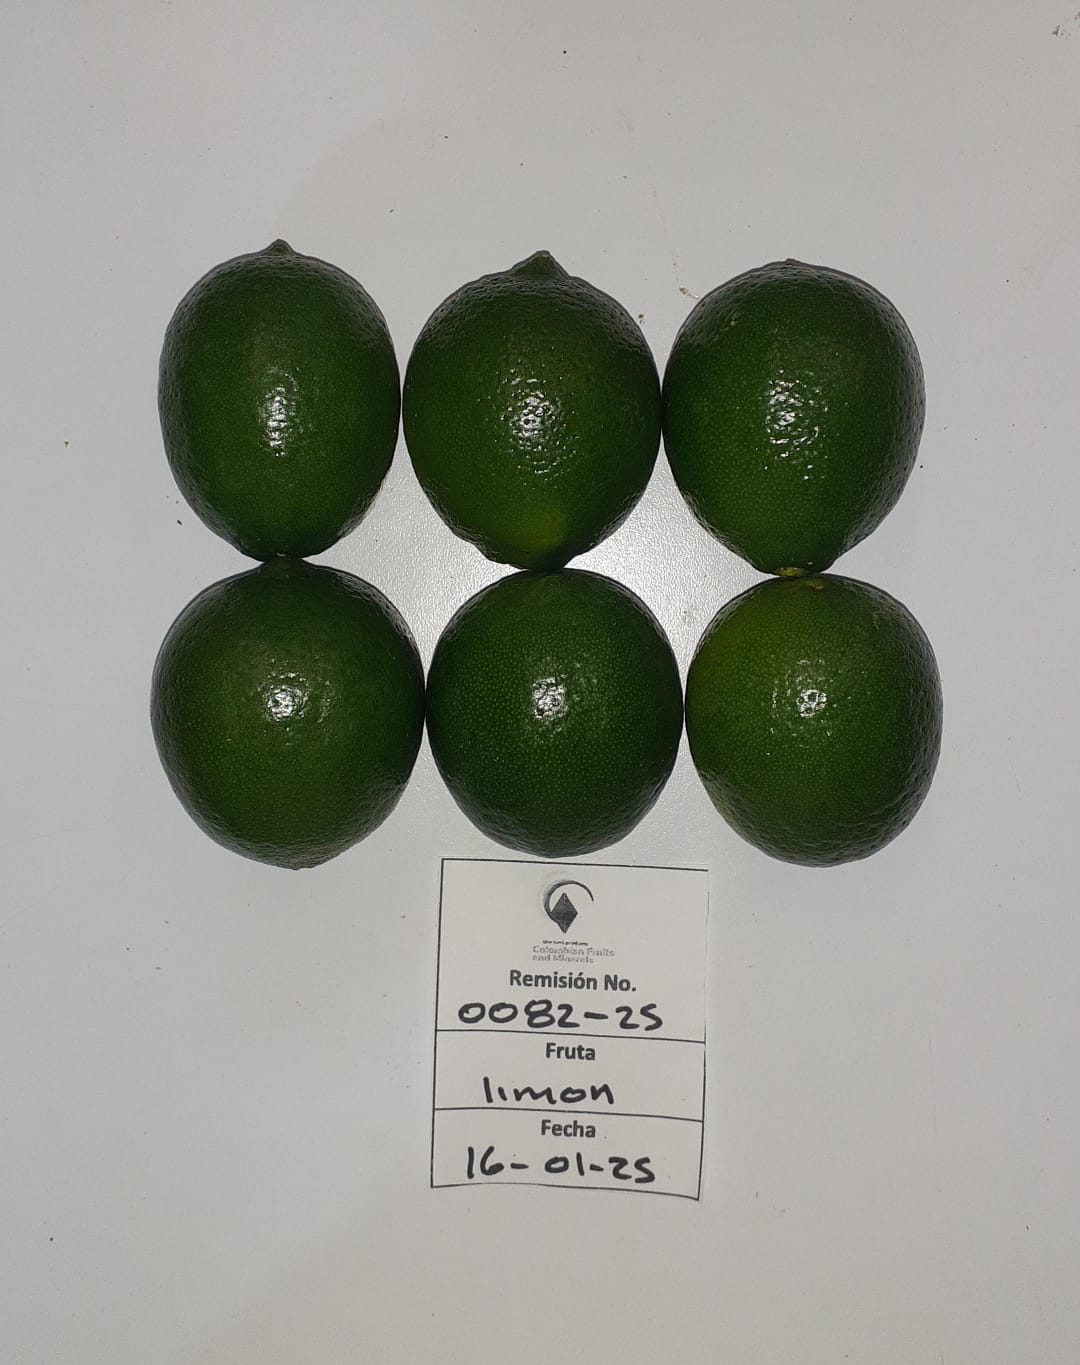 Colombian Fruits
and Minerals
Remisión No.
0082-25
Fruta
limon
Fecha
16-01-25